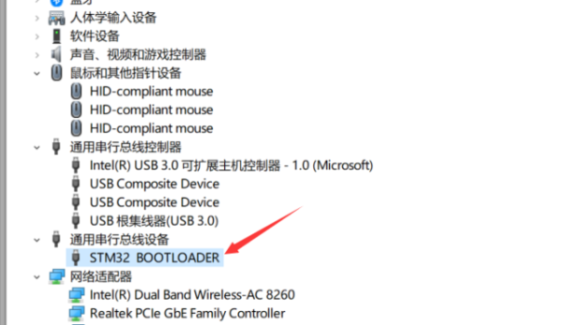 蓝牙
人体学输入设备
软件设备
声音、视频和游戏控制器
鼠标和其他指针设备
HID-compliant mouse
HID-compliant mouse
HID-compliant mouse
通用串行总线控制器
Intel(R) USB 3.0 可扩展主机控制器 - 1.0 (Microsoft)
USB Composite Device
USB Composite Device
USB 根集线器(USB 3.0)
通用串行总线设备
STM32 BOOTLOADER
网络适配器
Intel(R) Dual Band Wireless-AC 8260
Realtek PCIe GbE Family Controller